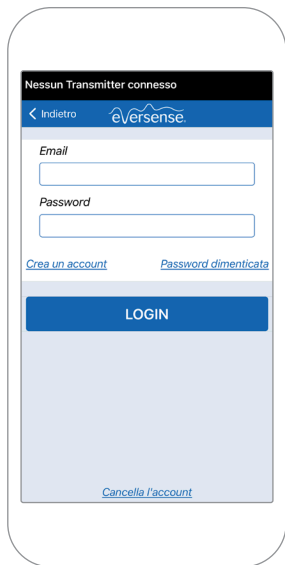 Nessun Transmitter connesso
Indietro
eversense.
Email
Password
Crea un account
Password dimenticata
LOGIN
Cancella l'account